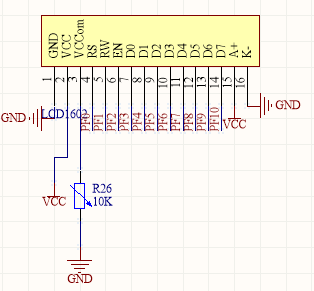 GND
VCC
VCCom
RS
RW
EN
D0
D1
D2
D3
D4
D5
D6
D7
A+
K-
1
2
3
4
5
6
7
8
9
10
11
12
13
14
15
16
GND
LCD1602
PF0
PF1
PF2
PF3
PF4
PF5
PF6
PF7
PF8
PF9
PF10
VCC
GND
VCC
R26
10K
GND